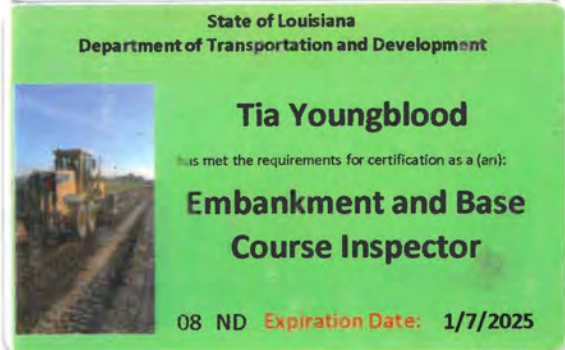 State of Louisiana
Department of Transportation and Development
Tia Youngblood
has met the requirements for certification as a (an):
Embankment and Base
Course Inspector
08 ND Expiration Date: 1/7/2025